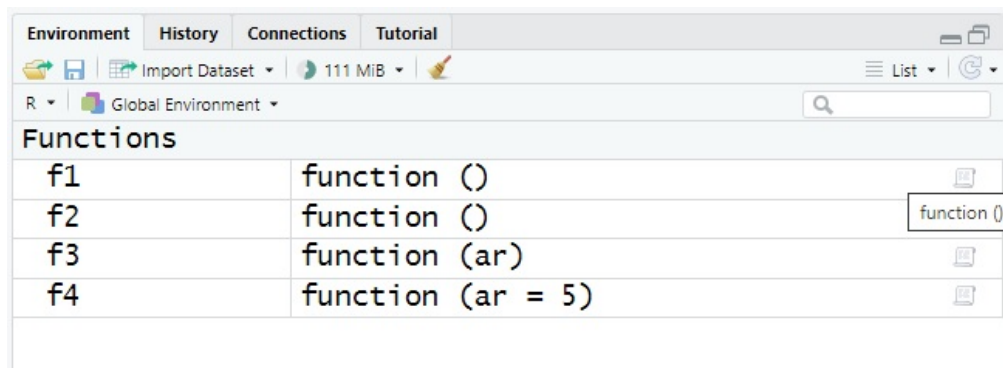 Environment History Connections Tutorial
Import Dataset 111 MiB List
R Global Environment
Functions
f1 function ()
f2 function ()
function ()
f3 function (ar)
f4 function (ar = 5)